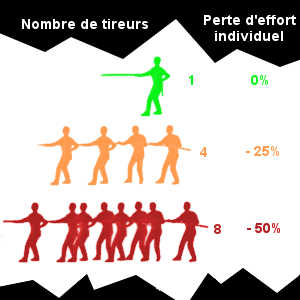 Nombre de tireurs
Perte d'effort
individuel
1 0%
4 - 25%
8 - 50%